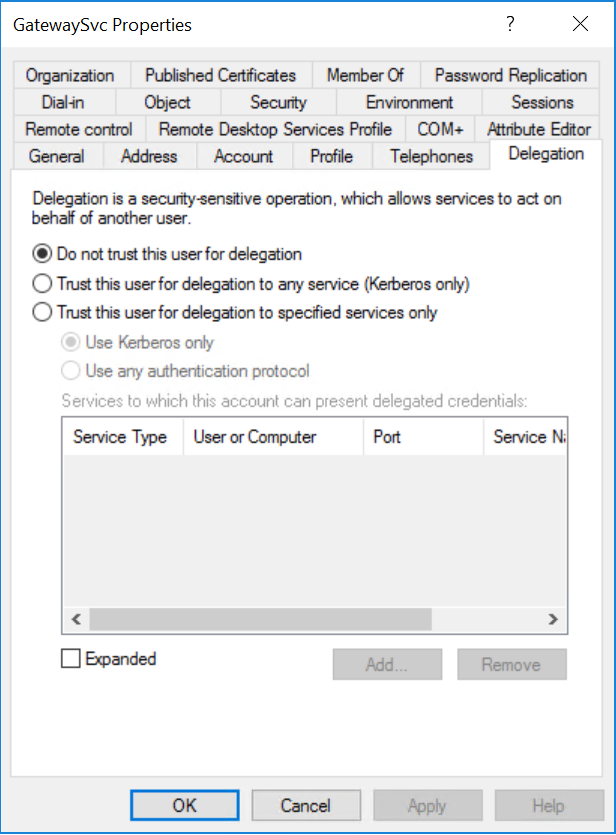 GatewaySvc Properties
?
Organization Published Certificates Member Of Password Replication
Dial-in Object Security Environment Sessions
Remote control Remote Desktop Services Profile COM+ Attribute Editor
General Address Account Profile Telephones Delegation
Delegation is a security-sensitive operation, which allows services to act on
behalf of another user.
Do not trust this user for delegation
Trust this user for delegation to any service (Kerberos only)
Trust this user for delegation to specified services only
Use Kerberos only
Use any authentication protocol
Services to which this account can present delegated credentials:
Service Type User or Computer Port Service Na
Expanded Add... Remove
OK Cancel Apply Help